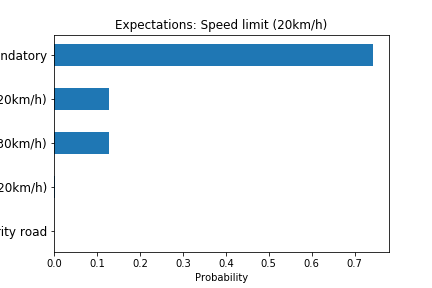 Expectations: Speed limit (20km/h)
ndatory
20km/h)
30km/h)
20km/h)
ity road
0.0 0.1 0.2 0.3 0.4 0.5 0.6 0.7
Probability